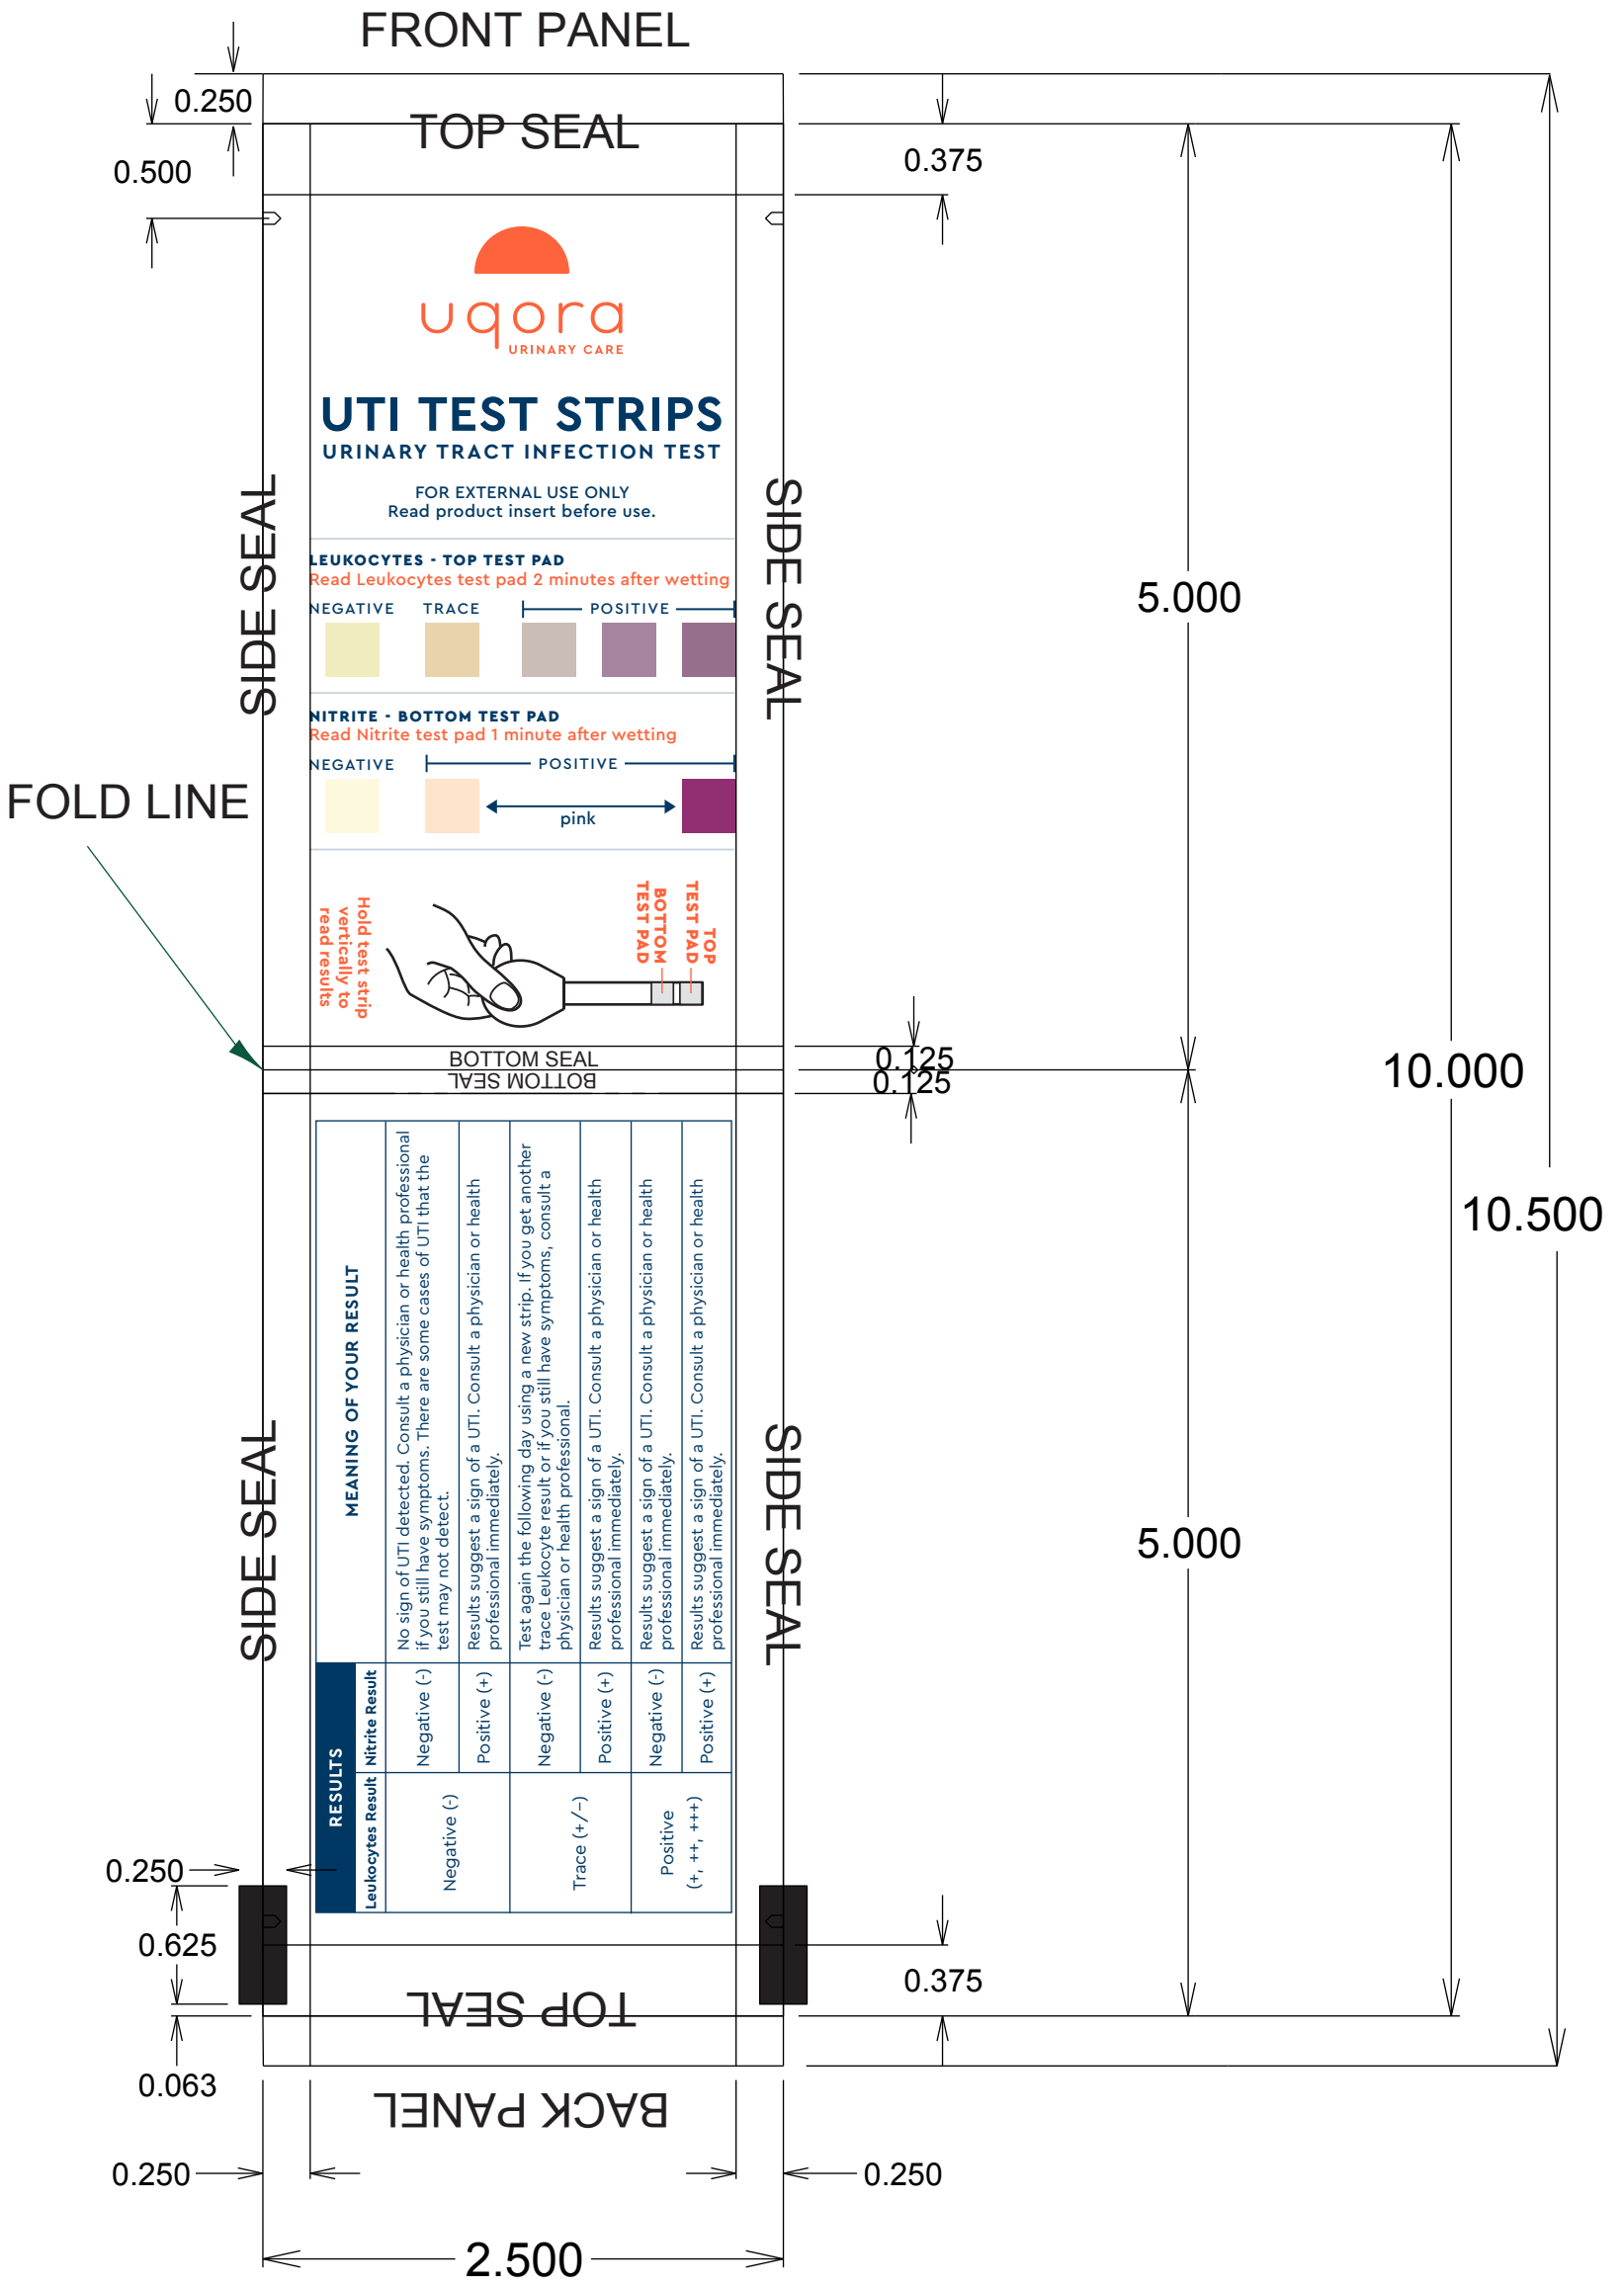 FRONT PANEL
0.250
TOP SEAL
0.500
0.375
uqora
URINARY CARE
UTI TEST STRIPS
URINARY TRACT INFECTION TEST
FOR EXTERNAL USE ONLY
Read product insert before use.
SIDE SEAL
SIDE SEAL
LEUKOCYTES - TOP TEST PAD
Read Leukocytes test pad 2 minutes after wetting
NEGATIVE TRACE POSITIVE
5.000
NITRITE - BOTTOM TEST PAD
Read Nitrite test pad 1 minute after wetting
NEGATIVE POSITIVE
pink
FOLD LINE
Hold test strip
vertically to
read results
TOP
TEST PAD
BOTTOM
TEST PAD
BOTTOM SEAL
BOTTOM SEAL
0.125
0.125
10.000
10.500
RESULTS
MEANING OF YOUR RESULT
Leukocytes Result Nitrite Result
Negative (-)
Negative (-)
No sign of UTI detected. Consult a physician or health professional
if you still have symptoms. There are some cases of UTI that the
test may not detect.
Positive (+)
Results suggest a sign of a UTI. Consult a physician or health
professional immediately.
Trace (+/-)
Negative (-)
Test again the following day using a new strip. If you get another
trace Leukocyte result or if you still have symptoms, consult a
physician or health professional.
Positive (+)
Results suggest a sign of a UTI. Consult a physician or health
professional immediately.
Positive
(+, ++, +++)
Negative (-)
Results suggest a sign of a UTI. Consult a physician or health
professional immediately.
Positive (+)
Results suggest a sign of a UTI. Consult a physician or health
professional immediately.
SIDE SEAL
SIDE SEAL
5.000
0.250
0.625
0.375
TOP SEAL
0.063
BACK PANEL
0.250
0.250
2.500